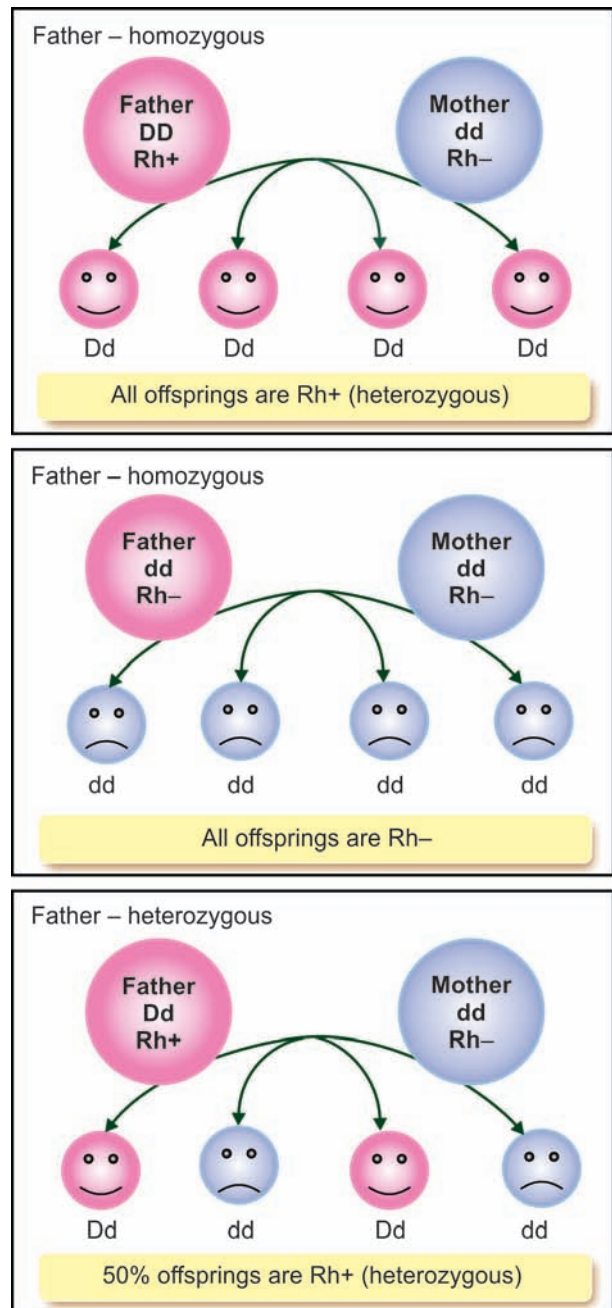 Father – homozygous
Father
DD
Rh+
Mother
dd
Rh–
Dd Dd Dd Dd
All offsprings are Rh+ (heterozygous)
Father – homozygous
Father
dd
Rh–
Mother
dd
Rh–
dd dd dd dd
All offsprings are Rh–
Father – heterozygous
Father
Dd
Rh+
Mother
dd
Rh–
Dd dd Dd dd
50% offsprings are Rh+ (heterozygous)